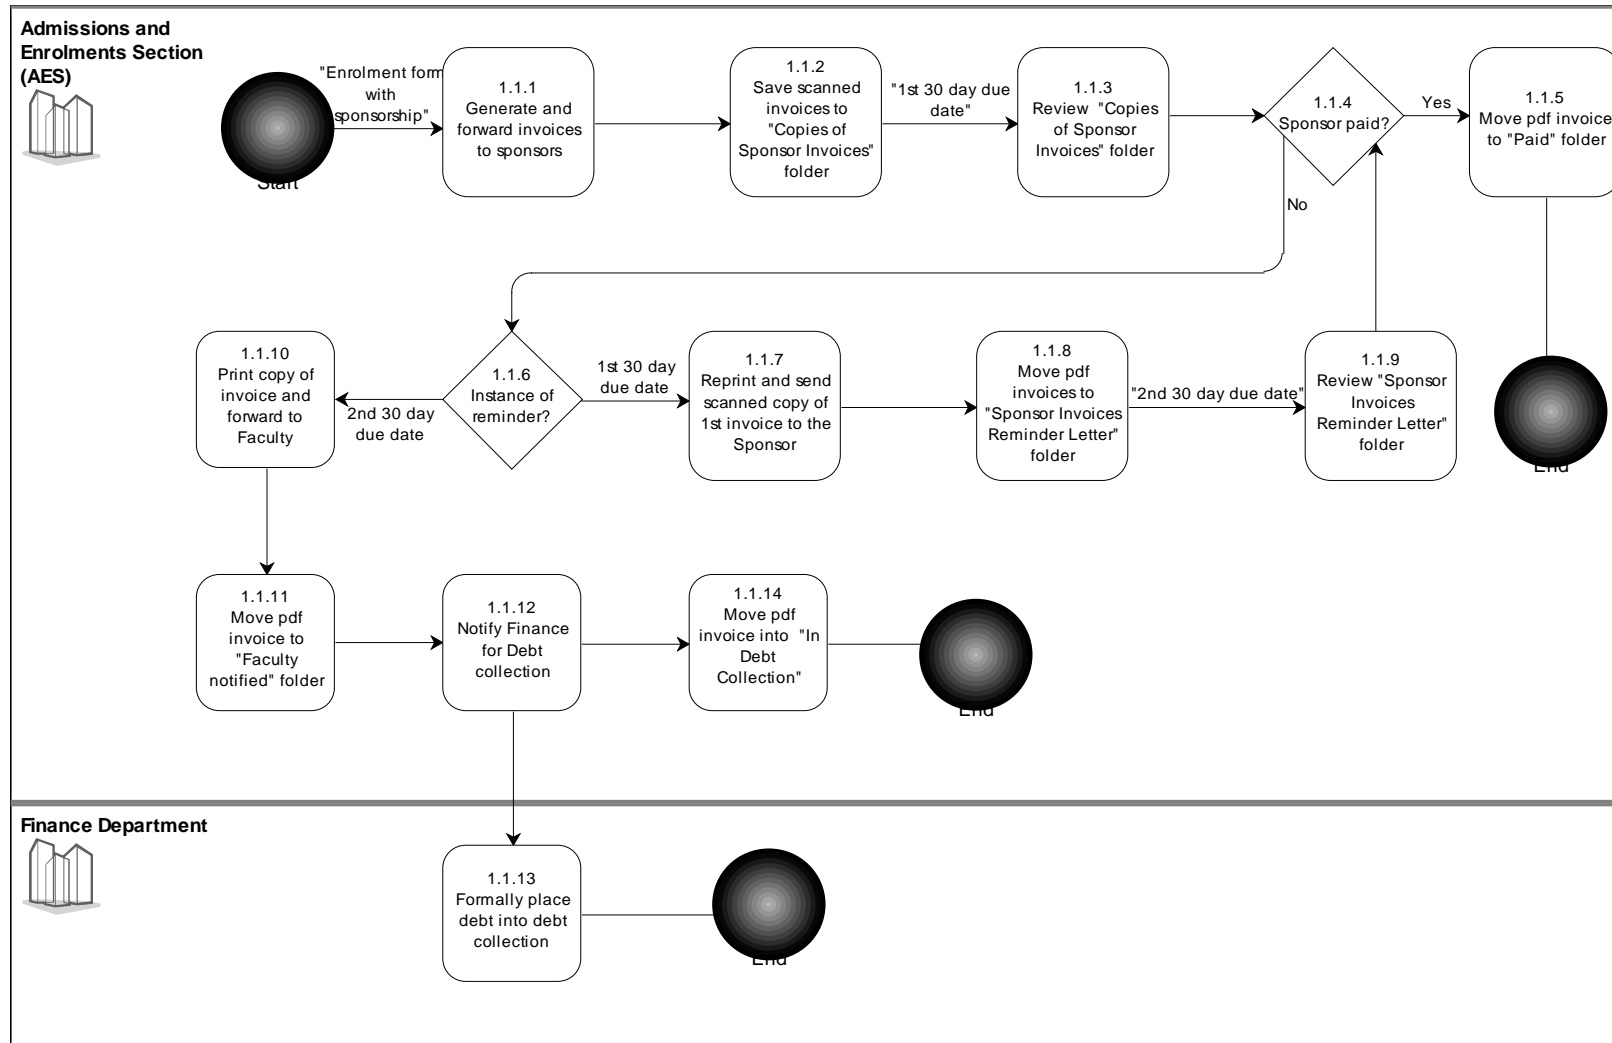 Admissions and
Enrolments Section
(AES)
Start
"Enrolment form
with
sponsorship"
1.1.1
Generate and
forward invoices
to sponsors
1.1.2
Save scanned
invoices to
"Copies of
Sponsor Invoices"
folder
"1st 30 day due
date"
1.1.3
Review "Copies
of Sponsor
Invoices" folder
1.1.4
Sponsor paid?
Yes
No
1.1.5
Move pdf invoice
to "Paid" folder
End
1.1.10
Print copy of
invoice and
forward to
Faculty
2nd 30 day
due date
1.1.6
Instance of
reminder?
1st 30 day
due date
1.1.7
Reprint and send
scanned copy of
1st invoice to the
Sponsor
1.1.8
Move pdf
invoices to
"Sponsor Invoices
Reminder Letter"
folder
"2nd 30 day due date"
1.1.9
Review "Sponsor
Invoices
Reminder Letter"
folder
1.1.11
Move pdf
invoice to
"Faculty
notified" folder
1.1.12
Notify Finance
for Debt
collection
1.1.14
Move pdf
invoice into "In
Debt
Collection"
End
Finance Department
1.1.13
Formally place
debt into debt
collection
End